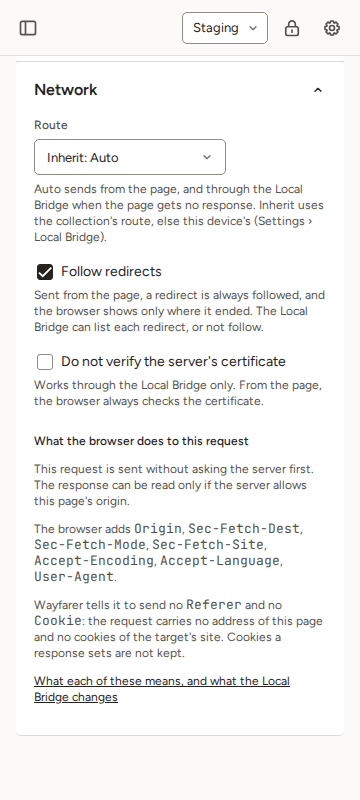 Staging
Network
Route
Inherit: Auto
Auto sends from the page, and through the Local
Bridge when the page gets no response. Inherit uses
the collection's route, else this device's (Settings ›
Local Bridge).
Follow redirects
Sent from the page, a redirect is always followed, and
the browser shows only where it ended. The Local
Bridge can list each redirect, or not follow.
Do not verify the server's certificate
Works through the Local Bridge only. From the page,
the browser always checks the certificate.
What the browser does to this request
This request is sent without asking the server first.
The response can be read only if the server allows
this page's origin.
The browser adds Origin, Sec-Fetch-Dest,
Sec-Fetch-Mode, Sec-Fetch-Site,
Accept-Encoding, Accept-Language,
User-Agent.
Wayfarer tells it to send no Referer and no
Cookie: the request carries no address of this page
and no cookies of the target's site. Cookies a
response sets are not kept.
What each of these means, and what the Local
Bridge changes